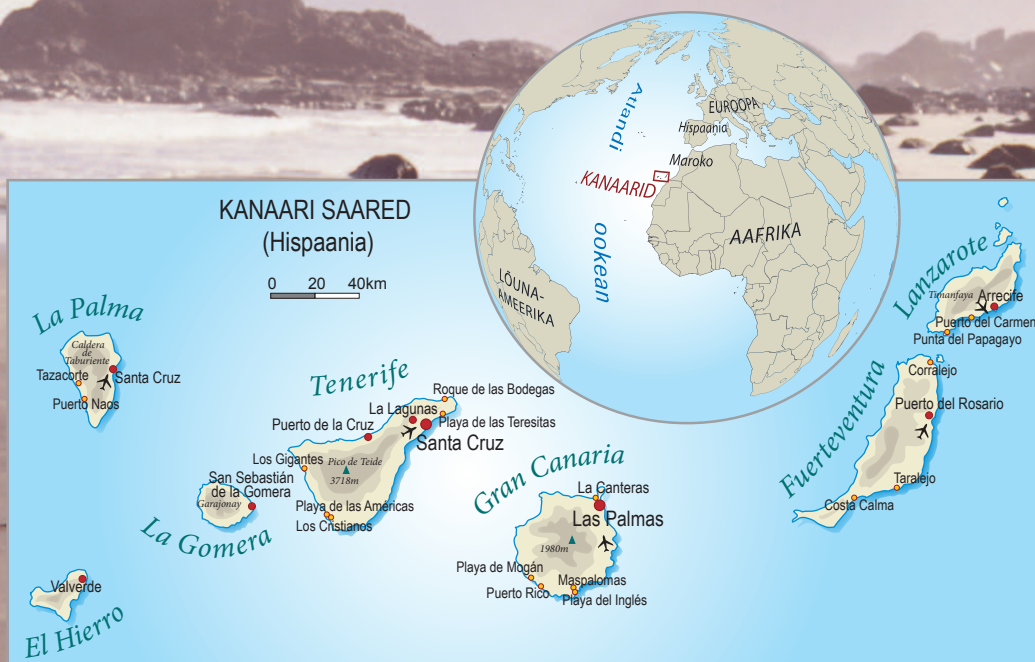 KANAARI SAARED
(Hispaania)
0 20 40km
Atlandi
ookean
EUROOPA
Hispaania
Maroko
KANAARID
AAFRIKA
LÕUNA-
AMEERIKA
La Palma
Caldera
de
Taburiente
Tazacorte
Santa Cruz
Puerto Naos
Tenerife
Roque de las Bodegas
La Lagunas
Playa de las Teresitas
Puerto de la Cruz
Santa Cruz
Los Gigantes
Pico de Teide
3718m
Playa de las Américas
Los Cristianos
San Sebastián
de la Gomera
Garajonay
La Gomera
Valverde
El Hierro
Gran Canaria
La Canteras
Las Palmas
1980m
Playa de Mogán
Puerto Rico
Maspalomas
Playa del Inglés
Lanzarote
Timanfaya
Arrecife
Puerto del Carmen
Punta del Papagayo
Fuerteventura
Corralejo
Puerto del Rosario
Taralejo
Costa Calma